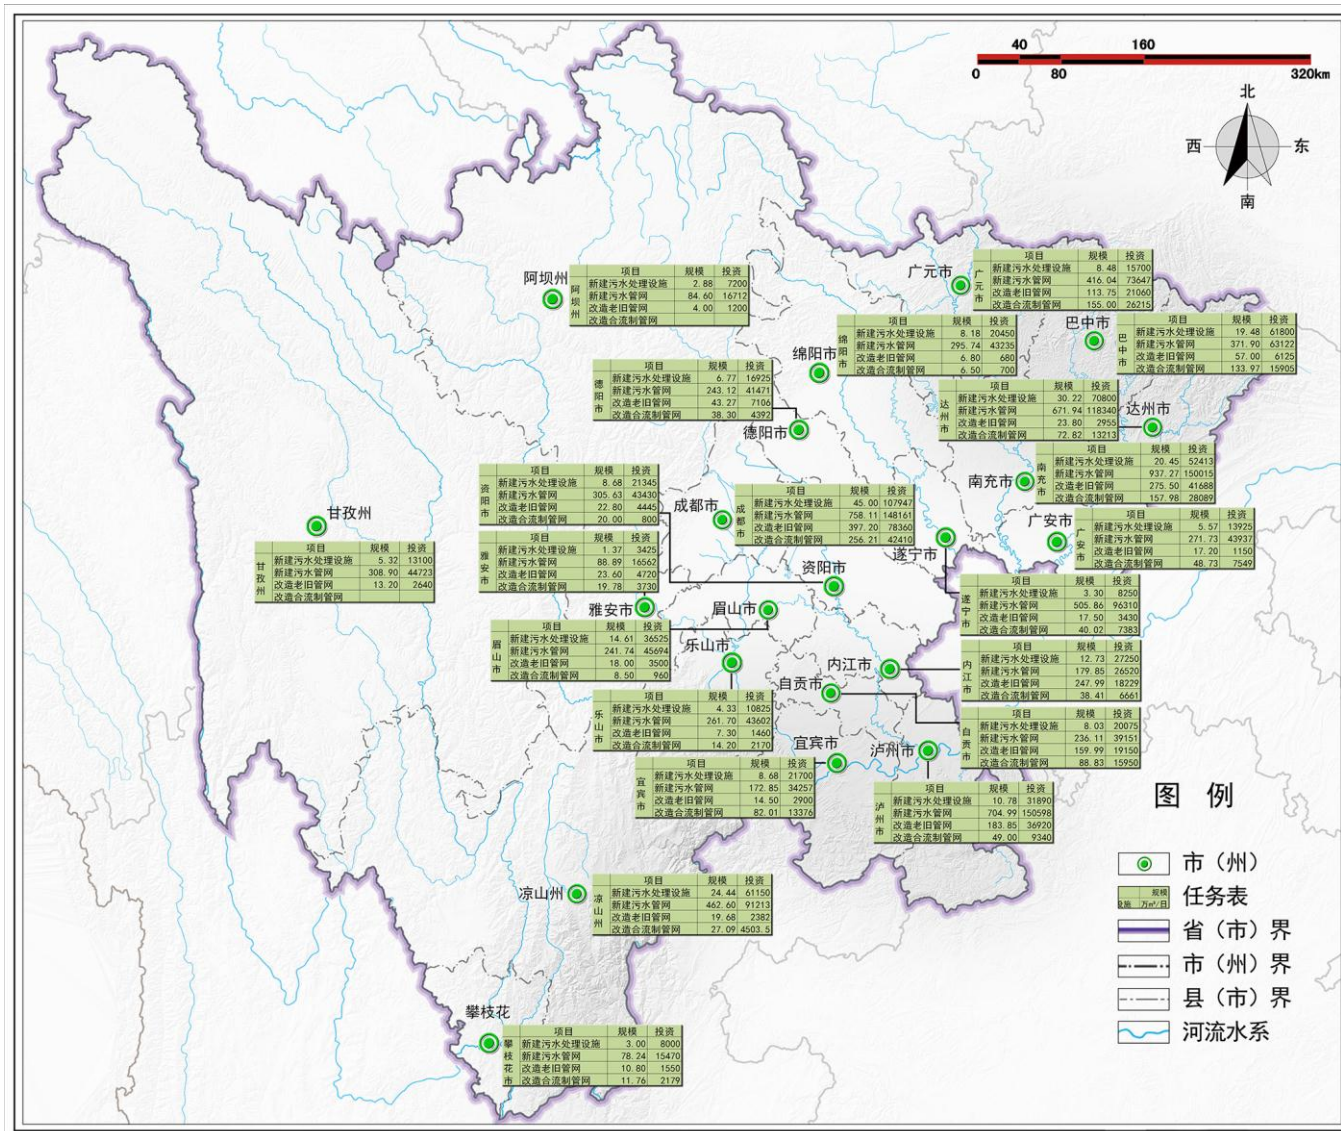 40 160
0 80 320km
北
西 东
南
阿坝州
阿坝州 项目 规模 投资
新建污水处理设施 2.88 7200
新建污水管网 84.60 16712
改造老旧管网 4.00 1200
改造合流制管网
广元市
广元市 项目 规模 投资
新建污水处理设施 8.48 15700
新建污水管网 416.04 73647
改造老旧管网 113.75 21060
改造合流制管网 155.00 26215
绵阳市
绵阳市 项目 规模 投资
新建污水处理设施 8.18 20450
新建污水管网 295.74 43235
改造老旧管网 6.80 680
改造合流制管网 6.50 700
巴中市
巴中市 项目 规模 投资
新建污水处理设施 19.48 61800
新建污水管网 371.90 63122
改造老旧管网 57.00 6125
改造合流制管网 133.97 15905
德阳市 项目 规模 投资
新建污水处理设施 6.77 16925
新建污水管网 243.12 41471
改造老旧管网 43.27 7106
改造合流制管网 38.30 4392
德阳市
达州市 项目 规模 投资
新建污水处理设施 30.22 70800
新建污水管网 671.94 118340
改造老旧管网 23.80 2955
改造合流制管网 72.82 13213
达州市
南充市
南充市 项目 规模 投资
新建污水处理设施 20.45 52413
新建污水管网 937.27 150015
改造老旧管网 275.50 41688
改造合流制管网 157.98 28089
资阳市 项目 规模 投资
新建污水处理设施 8.68 21345
新建污水管网 305.63 43430
改造老旧管网 22.80 4445
改造合流制管网 20.00 800
成都市
成都市 项目 规模 投资
新建污水处理设施 45.00 107947
新建污水管网 758.11 148161
改造老旧管网 397.20 78360
改造合流制管网 256.21 42410
广安市
广安市 项目 规模 投资
新建污水处理设施 5.57 13925
新建污水管网 271.73 43937
改造老旧管网 17.20 1150
改造合流制管网 48.73 7549
甘孜州
甘孜州 项目 规模 投资
新建污水处理设施 5.32 13100
新建污水管网 308.90 44723
改造老旧管网 13.20 2640
改造合流制管网
雅安市 项目 规模 投资
新建污水处理设施 1.37 3425
新建污水管网 88.89 16562
改造老旧管网 23.60 4720
改造合流制管网 19.78 3730
遂宁市
资阳市
遂宁市 项目 规模 投资
新建污水处理设施 3.30 8250
新建污水管网 505.86 96310
改造老旧管网 17.50 3430
改造合流制管网 40.02 7383
雅安市
眉山市
眉山市 项目 规模 投资
新建污水处理设施 14.61 36525
新建污水管网 241.74 45694
改造老旧管网 18.00 3500
改造合流制管网 8.50 960
乐山市
内江市
内江市 项目 规模 投资
新建污水处理设施 12.73 27250
新建污水管网 179.85 26520
改造老旧管网 247.99 18229
改造合流制管网 38.41 6661
自贡市
乐山市 项目 规模 投资
新建污水处理设施 4.33 10825
新建污水管网 261.70 43602
改造老旧管网 7.30 1460
改造合流制管网 14.20 2170
自贡市 项目 规模 投资
新建污水处理设施 8.03 20075
新建污水管网 236.11 39151
改造老旧管网 159.99 19150
改造合流制管网 88.83 15950
宜宾市
泸州市
宜宾市 项目 规模 投资
新建污水处理设施 8.68 21700
新建污水管网 172.85 34257
改造老旧管网 14.50 2900
改造合流制管网 82.01 13376
泸州市 项目 规模 投资
新建污水处理设施 10.78 31890
新建污水管网 704.99 150598
改造老旧管网 183.85 36920
改造合流制管网 49.00 9340
凉山州
凉山州 项目 规模 投资
新建污水处理设施 24.44 61150
新建污水管网 462.60 91213
改造老旧管网 19.68 2382
改造合流制管网 27.09 4503.5
攀枝花
攀枝花市 项目 规模 投资
新建污水处理设施 3.00 8000
新建污水管网 78.24 15470
改造老旧管网 10.80 1550
改造合流制管网 11.76 2179
图 例
市（州）
规模
设施 万m³/日
任务表
省（市）界
市（州）界
县（市）界
河流水系